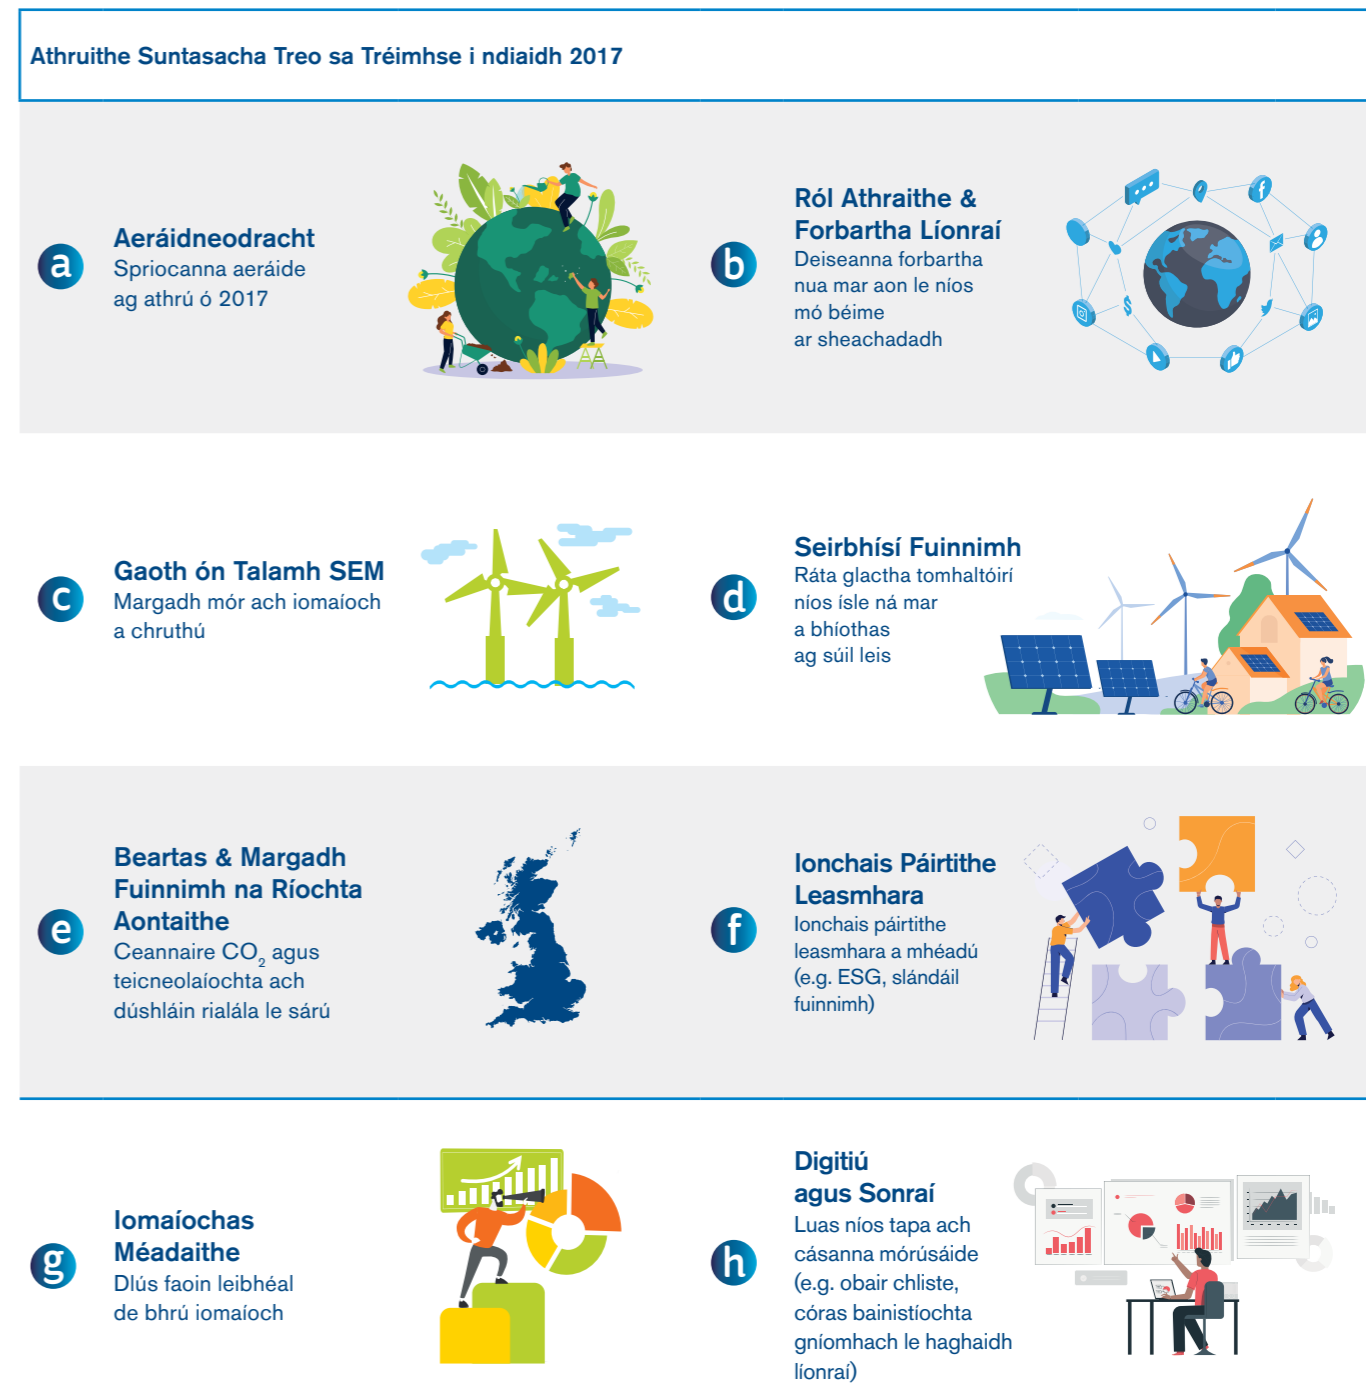 Athruithe Suntasacha Treo sa Tréimhse i ndiaidh 2017
a
Aeráidneodracht
Spriocanna aeráide
ag athrú ó 2017
b
Ról Athraithe &
Forbartha Líonraí
Deiseanna forbartha
nua mar aon le níos
mó béime
ar sheachadadh
c
Gaoth ón Talamh SEM
Margadh mór ach iomaíoch
a chruthú
d
Seirbhísí Fuinnimh
Ráta glactha tomhaltóirí
níos ísle ná mar
a bhíothas
ag súil leis
e
Beartas & Margadh
Fuinnimh na Ríochta
Aontaithe
Ceannaire CO₂ agus
teicneolaíochta ach
dúshláin rialála le sárú
f
Ionchais Páirtithe
Leasmhara
Ionchais páirtithe
leasmhara a mhéadú
(e.g. ESG, slándáil
fuinnimh)
g
Iomaíochas
Méadaithe
Dlús faoin leibhéal
de bhrú iomaíoch
h
Digitiú
agus Sonraí
Luas níos tapa ach
cásanna mórúsáide
(e.g. obair chliste,
córas bainistíochta
gníomhach le haghaidh
líonraí)